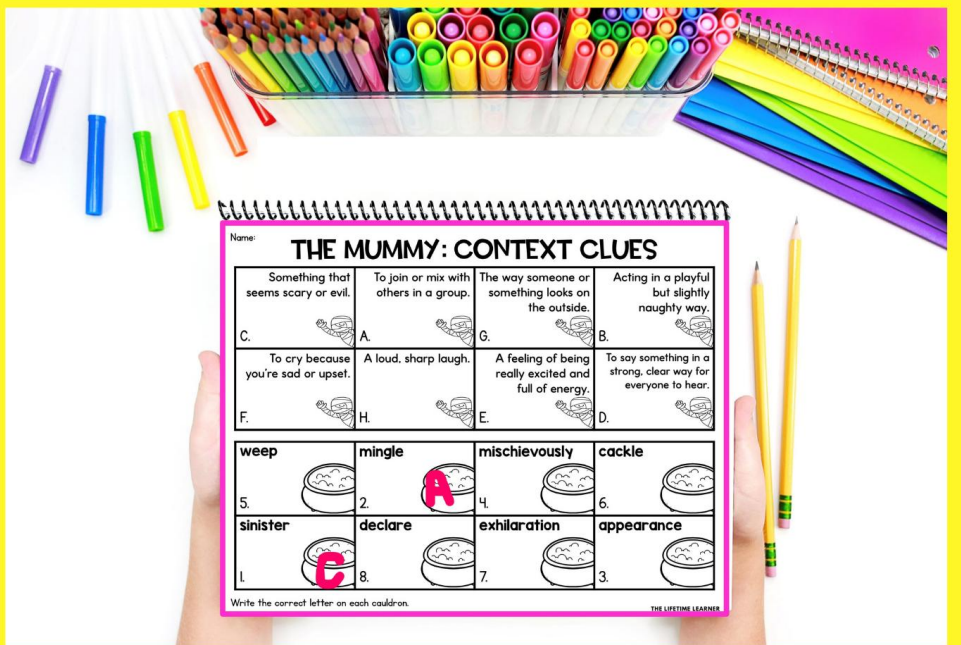 Name:
THE MUMMY: CONTEXT CLUES
Something that
seems scary or evil.
C.
To join or mix with
others in a group.
A.
The way someone or
something looks on
the outside.
G.
Acting in a playful
but slightly
naughty way.
B.
To cry because
you're sad or upset.
F.
A loud, sharp laugh.
H.
A feeling of being
really excited and
full of energy.
E.
To say something in a
strong, clear way for
everyone to hear.
D.
weep
5.
mingle
A
2.
mischievously
4.
cackle
6.
sinister
C
1.
declare
8.
exhilaration
7.
appearance
3.
Write the correct letter on each cauldron.
THE LIFETIME LEARNER